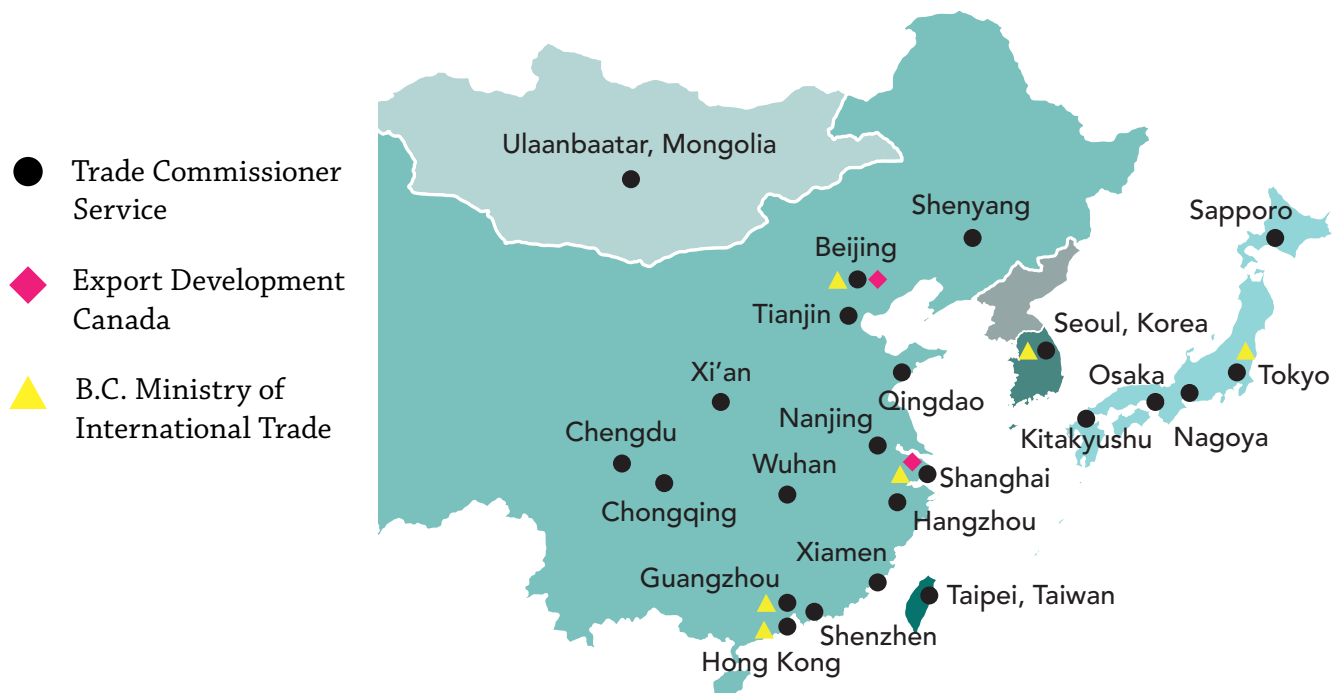 Trade Commissioner
Service
Export Development
Canada
B.C. Ministry of
International Trade
Ulaanbaatar, Mongolia
Shenyang
Sapporo
Beijing
Tianjin
Seoul, Korea
Xi’an
Osaka
Tokyo
Qingdao
Nanjing
Kitakyushu
Nagoya
Chengdu
Wuhan
Shanghai
Chongqing
Hangzhou
Xiamen
Guangzhou
Taipei, Taiwan
Shenzhen
Hong Kong